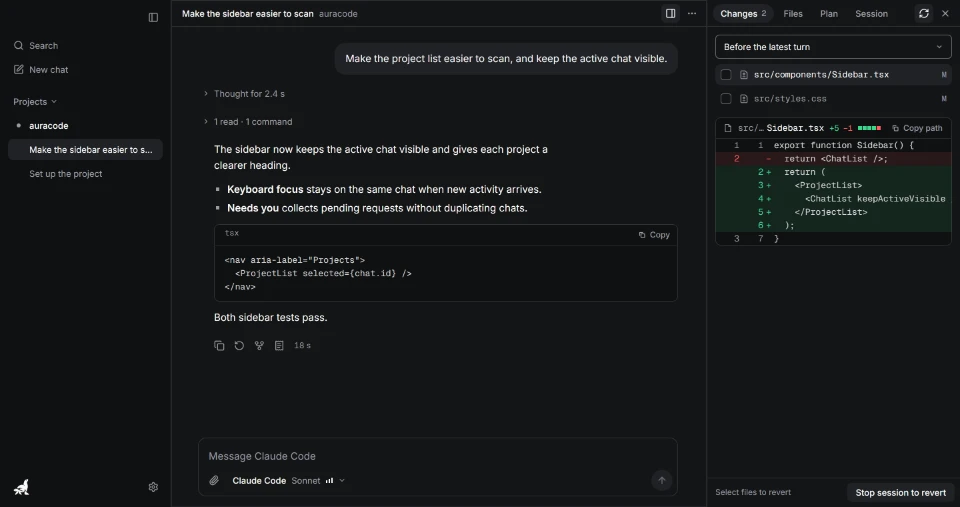 Search
New chat
Projects
auracode
Make the sidebar easier to s...
Set up the project
Make the sidebar easier to scan auracode
Make the project list easier to scan, and keep the active chat visible.
Thought for 2.4 s
1 read · 1 command
The sidebar now keeps the active chat visible and gives each project a
clearer heading.
Keyboard focus stays on the same chat when new activity arrives.
Needs you collects pending requests without duplicating chats.
tsx Copy
<nav aria-label="Projects">
<ProjectList selected={chat.id} />
</nav>
Both sidebar tests pass.
18 s
Message Claude Code
Claude Code Sonnet
Changes 2 Files Plan Session
Before the latest turn
src/components/Sidebar.tsx M
src/styles.css M
src/… Sidebar.tsx +5 −1 Copy path
1 1 export function Sidebar() {
2 - return <ChatList />;
2 + return (
3 + <ProjectList>
4 + <ChatList keepActiveVisible
5 + </ProjectList>
6 + );
3 7 }
Select files to revert
Stop session to revert